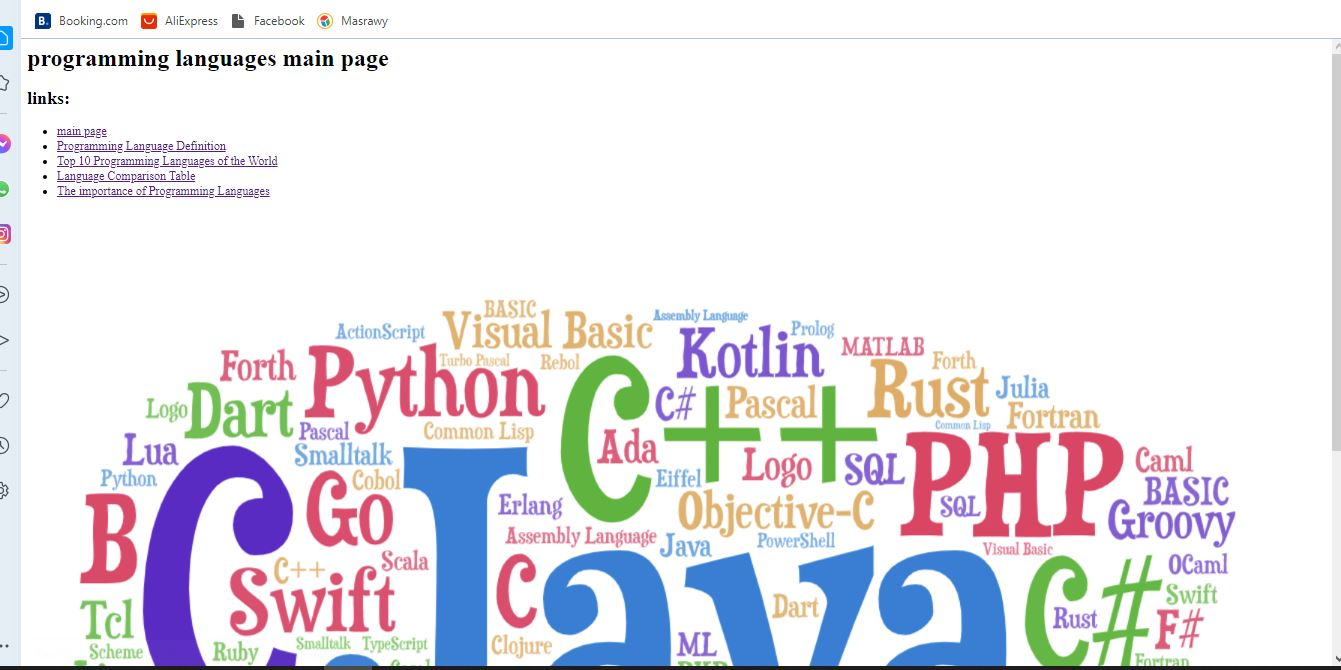 Booking.com AliExpress Facebook Masrawy
programming languages main page
links:
main page
Programming Language Definition
Top 10 Programming Languages of the World
Language Comparison Table
The importance of Programming Languages
BASIC
Visual Basic
Assembly Language
ActionScript
Kotlin
Prolog
MATLAB
Forth
Python
Turbo Pascal
Rebol
C++
Rust
Forth
Julia
Logo
Dart
C#
Pascal
Fortran
Pascal
Common Lisp
Common Lisp
Lua
Smalltalk
Ada
PHP
Caml
Python
Cobol
Eiffel
Logo
SQL
BASIC
B
C
Go
Java
Erlang
Objective-C
SQL
Groovy
Assembly Language
Java
PowerShell
Visual Basic
C++
Scala
C
C#
OCaml
Swift
Dart
Swift
Tcl
Rust
F#
Scheme
Ruby
Smalltalk
TypeScript
Clojure
ML
Fortran